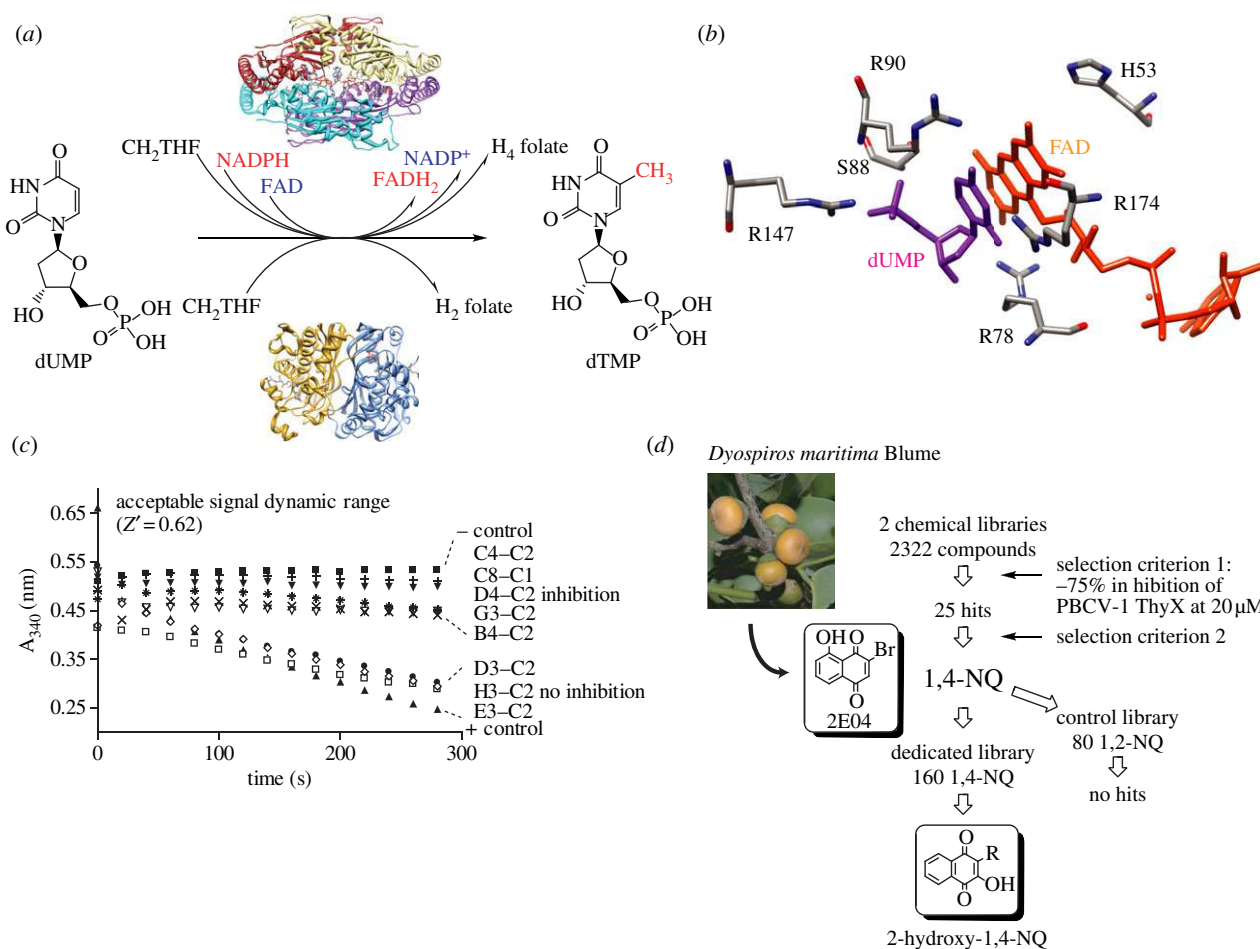 (a)
CH2THF
NADPH
FAD
NADP+
FADH2
H4 folate
O
HN
O
N
O
HO
O
O
P
OH
OH
dUMP
CH2THF
H2 folate
O
CH3
HN
O
N
O
HO
O
O
P
OH
OH
dTMP
(b)
R90
H53
S88
FAD
R147
R174
dUMP
R78
(c)
acceptable signal dynamic range
(Z′ = 0.62)
0.65
0.55
0.45
0.35
0.25
A340 (nm)
0
100
200
300
time (s)
– control
C4–C2
C8–C1
D4–C2 inhibition
G3–C2
B4–C2
D3–C2
H3–C2 no inhibition
E3–C2
+ control
(d)
Dyospiros maritima Blume
OH O
Br
O
2E04
2 chemical libraries
2322 compounds
selection criterion 1:
–75% in hibition of
PBCV-1 ThyX at 20 µM
25 hits
selection criterion 2
1,4-NQ
control library
80 1,2-NQ
no hits
dedicated library
160 1,4-NQ
O
R
OH
O
2-hydroxy-1,4-NQ